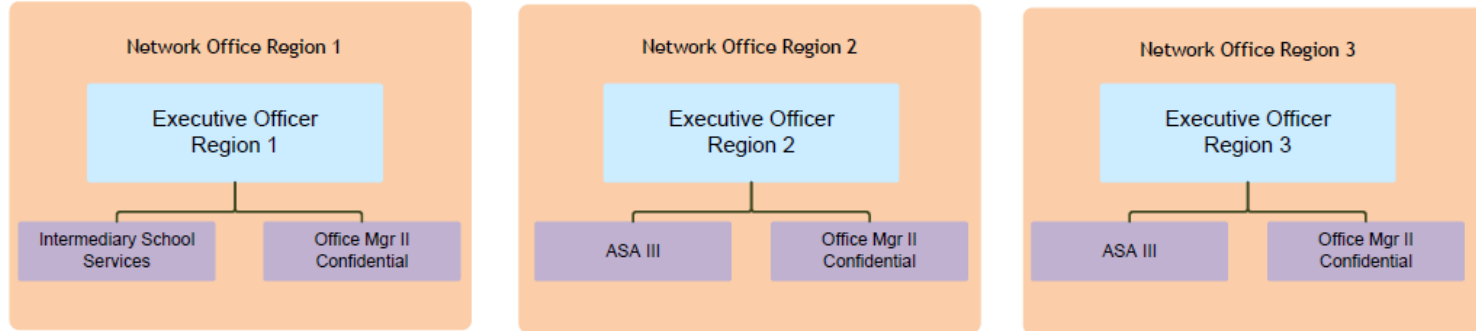 Network Office Region 1
Executive Officer
Region 1
Intermediary School
Services
Office Mgr II
Confidential
Network Office Region 2
Executive Officer
Region 2
ASA III
Office Mgr II
Confidential
Network Office Region 3
Executive Officer
Region 3
ASA III
Office Mgr II
Confidential